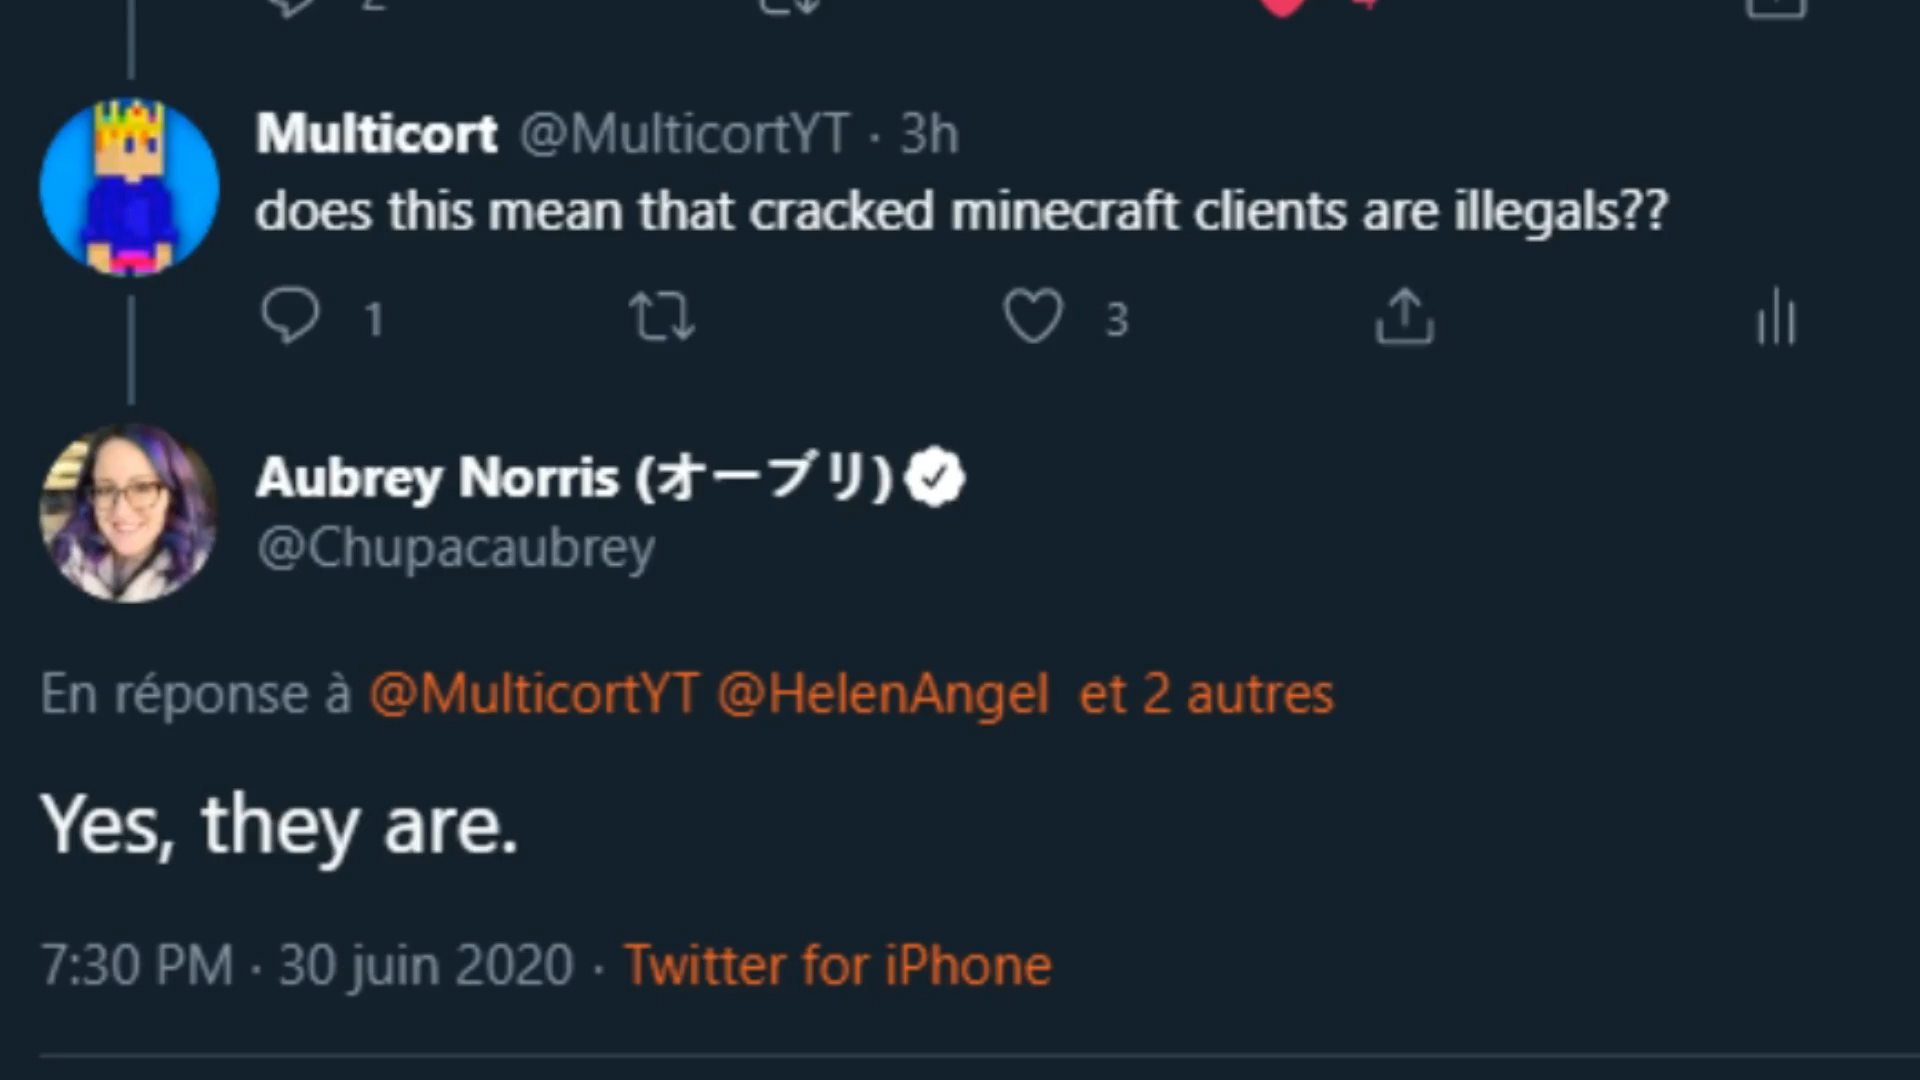 Multicort @MulticortYT · 3h
does this mean that cracked minecraft clients are illegals??
1 3
Aubrey Norris (オーブリ)
@Chupacaubrey
En réponse à @MulticortYT @HelenAngel et 2 autres
Yes, they are.
7:30 PM · 30 juin 2020 · Twitter for iPhone